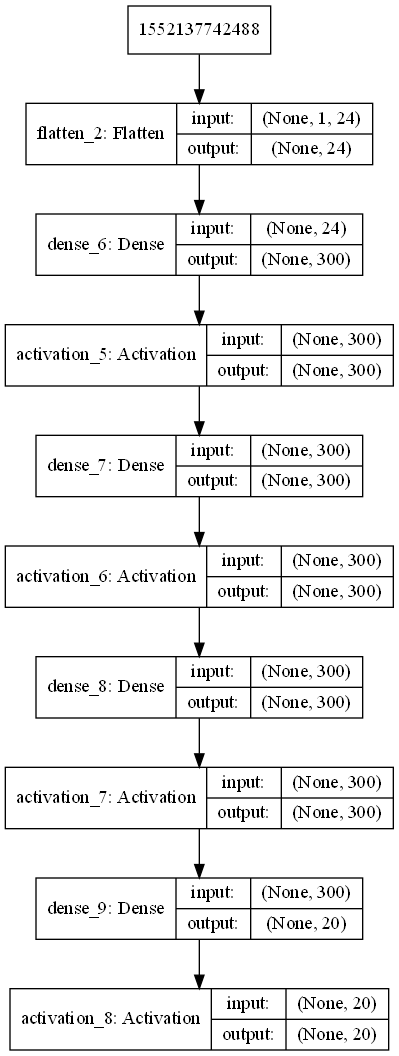 1552137742488
flatten_2: Flatten
input: (None, 1, 24)
output: (None, 24)
dense_6: Dense
input: (None, 24)
output: (None, 300)
activation_5: Activation
input: (None, 300)
output: (None, 300)
dense_7: Dense
input: (None, 300)
output: (None, 300)
activation_6: Activation
input: (None, 300)
output: (None, 300)
dense_8: Dense
input: (None, 300)
output: (None, 300)
activation_7: Activation
input: (None, 300)
output: (None, 300)
dense_9: Dense
input: (None, 300)
output: (None, 20)
activation_8: Activation
input: (None, 20)
output: (None, 20)